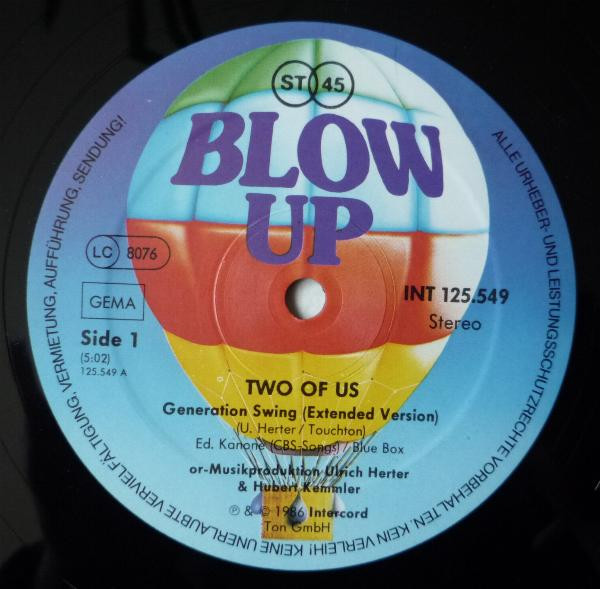 ST 45
BLOW
UP
LC 8076
GEMA
INT 125.549
Stereo
Side 1
(5:02)
125.549 A
TWO OF US
Generation Swing (Extended Version)
(U. Herter / Touchton)
Ed. Kanone (CBS-Songs) / Blue Box
or-Musikproduktion Ulrich Herter
& Hubert Kemmler
℗ & © 1986 Intercord
Ton GmbH
ALLE URHEBER- UND LEISTUNGSSCHUTZRECHTE VORBEHALTEN. KEIN VERLEIH! KEINE UNERLAUBTE VERVIELFÄLTIGUNG, VERMIETUNG, AUFFÜHRUNG, SENDUNG!